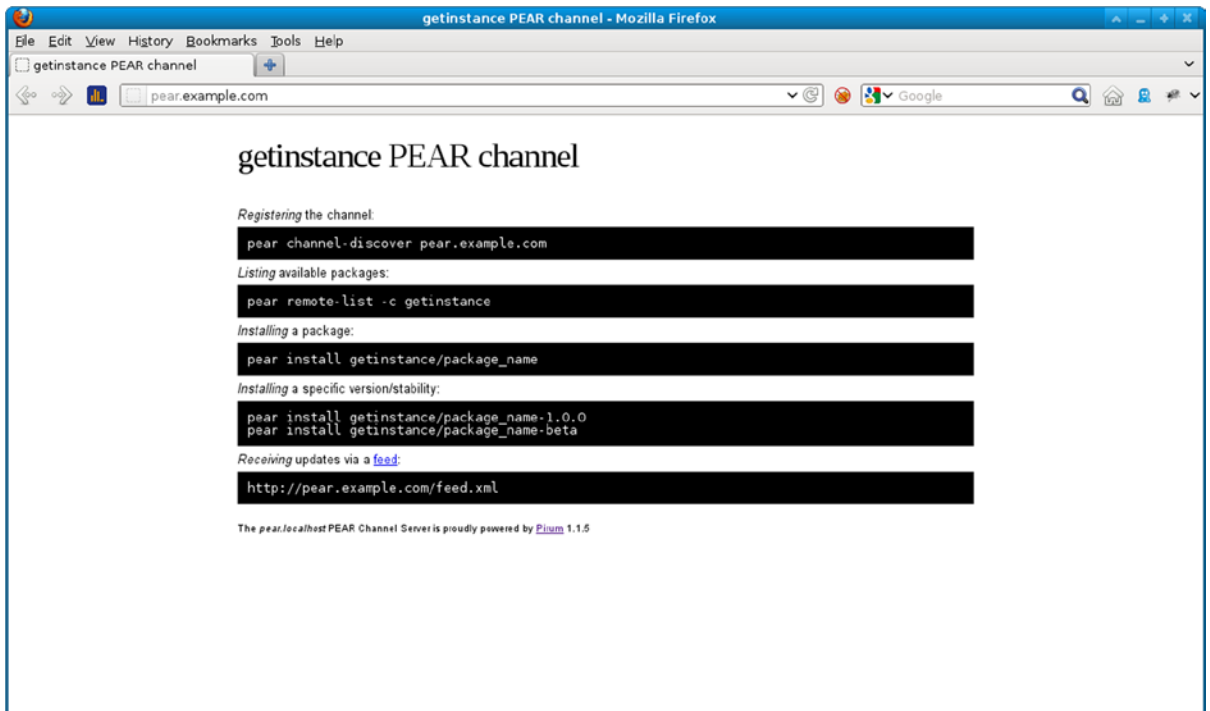 getinstance PEAR channel - Mozilla Firefox
File Edit View History Bookmarks Tools Help
getinstance PEAR channel
pear.example.com
Google
getinstance PEAR channel
Registering the channel:
pear channel-discover pear.example.com
Listing available packages:
pear remote-list -c getinstance
Installing a package:
pear install getinstance/package_name
Installing a specific version/stability:
pear install getinstance/package_name-1.0.0
pear install getinstance/package_name-beta
Receiving updates via a feed:
http://pear.example.com/feed.xml
The pear.localhost PEAR Channel Server is proudly powered by Pirum 1.1.5